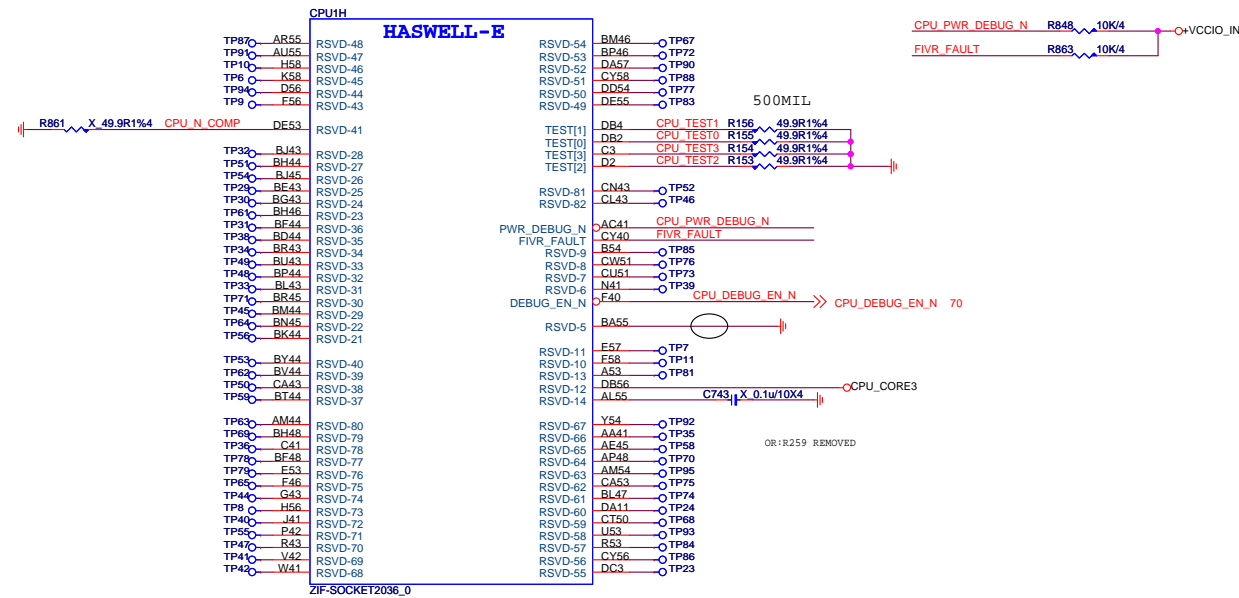 CPU1H
HASWELL-E
CPU_PWR_DEBUG_N R848 10K/4
+VCCIO_IN
FIVR_FAULT R863 10K/4
TP87 AR55 RSVD-48 RSVD-54 BM46 TP67
TP91 AU55 RSVD-47 RSVD-53 BP46 TP72
TP10 H58 RSVD-46 RSVD-52 DA57 TP90
TP6 K58 RSVD-45 RSVD-51 CY58 TP88
TP94 D56 RSVD-44 RSVD-50 DD54 TP77
TP9 F56 RSVD-43 RSVD-49 DE55 TP83
500MIL
R861 X_49.9R1%4 CPU_N_COMP DE53 RSVD-41 TEST[1] DB4 CPU_TEST1 R156 49.9R1%4
TEST[0] DB2 CPU_TEST0 R155 49.9R1%4
TP32 BJ43 RSVD-28 TEST[3] C3 CPU_TEST3 R154 49.9R1%4
TP51 BH44 RSVD-27 TEST[2] D2 CPU_TEST2 R153 49.9R1%4
TP54 BJ45 RSVD-26
TP29 BE43 RSVD-25 RSVD-81 CN43 TP52
TP30 BG43 RSVD-24 RSVD-82 CL43 TP46
TP61 BH46 RSVD-23
TP31 BF44 RSVD-36 PWR_DEBUG_N AC41 CPU_PWR_DEBUG_N
TP38 BD44 RSVD-35 FIVR_FAULT CY40 FIVR_FAULT
TP34 BR43 RSVD-34 RSVD-9 B54 TP85
TP49 BU43 RSVD-33 RSVD-8 CW51 TP76
TP48 BP44 RSVD-32 RSVD-7 CU51 TP73
TP33 BL43 RSVD-31 RSVD-6 N41 TP39
TP71 BR45 RSVD-30 DEBUG_EN_N F40 CPU_DEBUG_EN_N CPU_DEBUG_EN_N 70
TP45 BM44 RSVD-29
TP64 BN45 RSVD-22 RSVD-5 BA55
TP56 BK44 RSVD-21
RSVD-11 E57 TP7
TP53 BY44 RSVD-40 RSVD-10 F58 TP11
TP62 BV44 RSVD-39 RSVD-13 A53 TP81
TP50 CA43 RSVD-38 RSVD-12 DB56 CPU_CORE3
TP59 BT44 RSVD-37 RSVD-14 AL55 C743 X_0.1u/10X4
TP63 AM44 RSVD-80 RSVD-67 Y54 TP92
TP69 BH48 RSVD-79 RSVD-66 AA41 TP35
OR:R259 REMOVED
TP36 C41 RSVD-78 RSVD-65 AE45 TP58
TP78 BF48 RSVD-77 RSVD-64 AP48 TP70
TP79 E53 RSVD-76 RSVD-63 AM54 TP95
TP65 F46 RSVD-75 RSVD-62 CA53 TP75
TP44 G43 RSVD-74 RSVD-61 BL47 TP74
TP8 H56 RSVD-73 RSVD-60 DA11 TP24
TP40 J41 RSVD-72 RSVD-59 CT50 TP68
TP55 P42 RSVD-71 RSVD-58 U53 TP93
TP47 R43 RSVD-70 RSVD-57 R53 TP84
TP41 V42 RSVD-69 RSVD-56 CY56 TP86
TP42 W41 RSVD-68 RSVD-55 DC3 TP23
ZIF-SOCKET2036_0